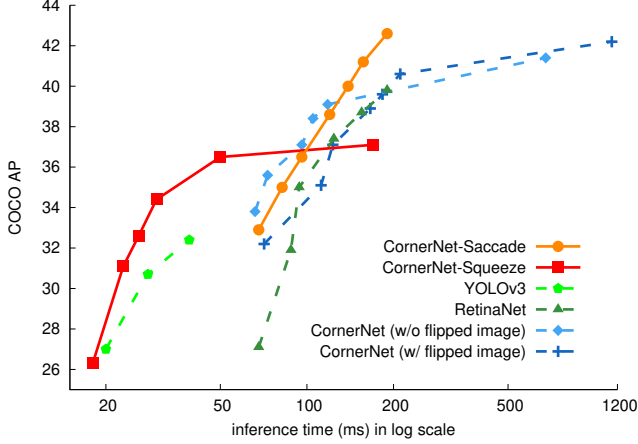 44
42
40
38
36
34
32
30
28
26
COCO AP
CornerNet-Saccade
CornerNet-Squeeze
YOLOv3
RetinaNet
CornerNet (w/o flipped image)
CornerNet (w/ flipped image)
20 50 100 200 500 1200
inference time (ms) in log scale